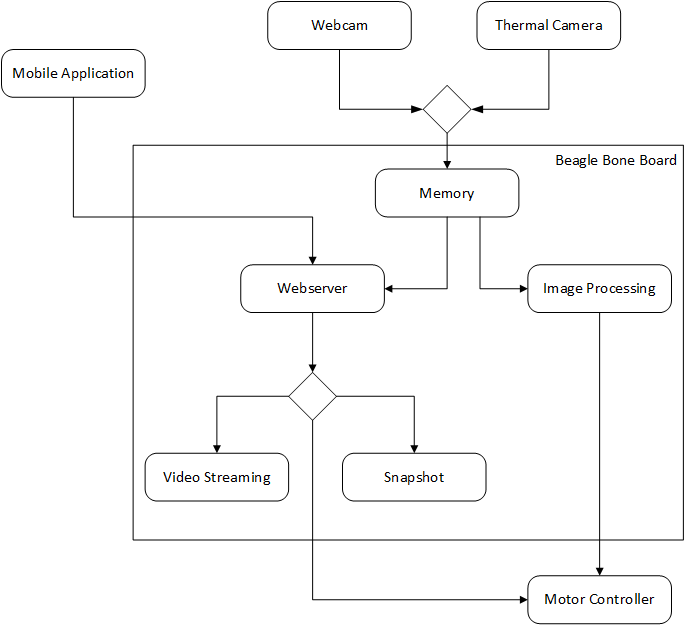 Webcam
Thermal Camera
Mobile Application
Beagle Bone Board
Memory
Webserver
Image Processing
Video Streaming
Snapshot
Motor Controller